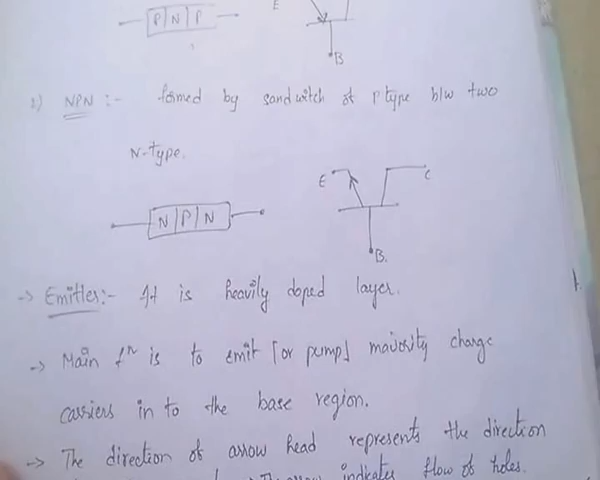 P N P
E
B
2) NPN :- formed by sandwitch of P type b/w two
N-type.
E C
N P N
B.
-> Emitter:- It is heavily doped layer.
-> Main fn is to emit [or pump] majority charge
carriers in to the base region.
-> The direction of arrow head represents the direction
indicates flow of holes.